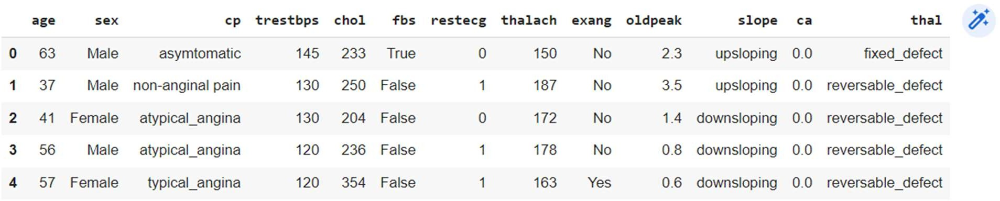 age sex cp trestbps chol fbs restecg thalach exang oldpeak slope ca thal
0 63 Male asymtomatic 145 233 True 0 150 No 2.3 upsloping 0.0 fixed_defect
1 37 Male non-anginal pain 130 250 False 1 187 No 3.5 upsloping 0.0 reversable_defect
2 41 Female atypical_angina 130 204 False 0 172 No 1.4 downsloping 0.0 reversable_defect
3 56 Male atypical_angina 120 236 False 1 178 No 0.8 downsloping 0.0 reversable_defect
4 57 Female typical_angina 120 354 False 1 163 Yes 0.6 downsloping 0.0 reversable_defect